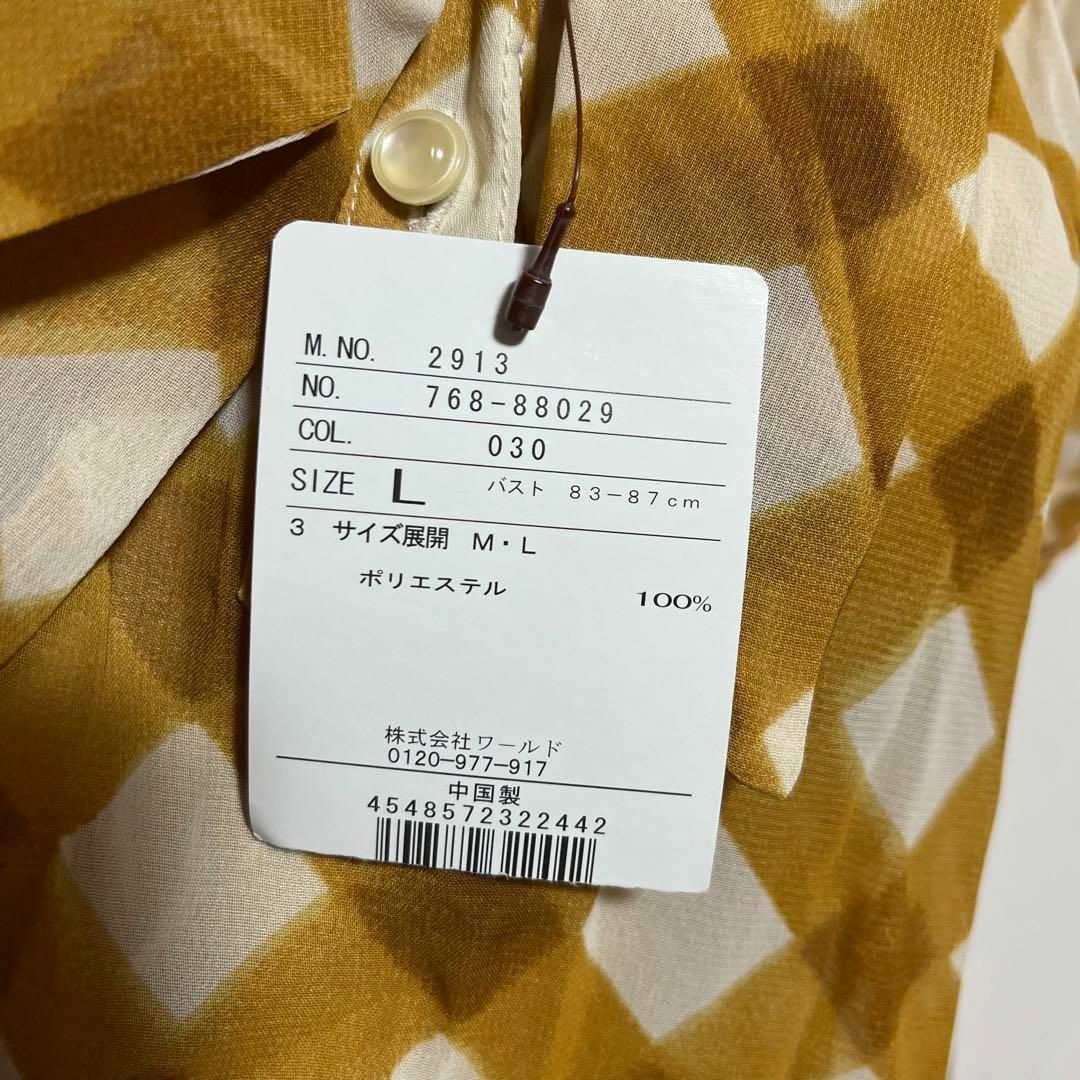 M. NO. 2913
NO. 768-88029
COL. 030
SIZE L バスト 83-87cm
3 サイズ展開 M・L
ポリエステル 100%
株式会社ワールド
0120-977-917
中国製
4548572322442